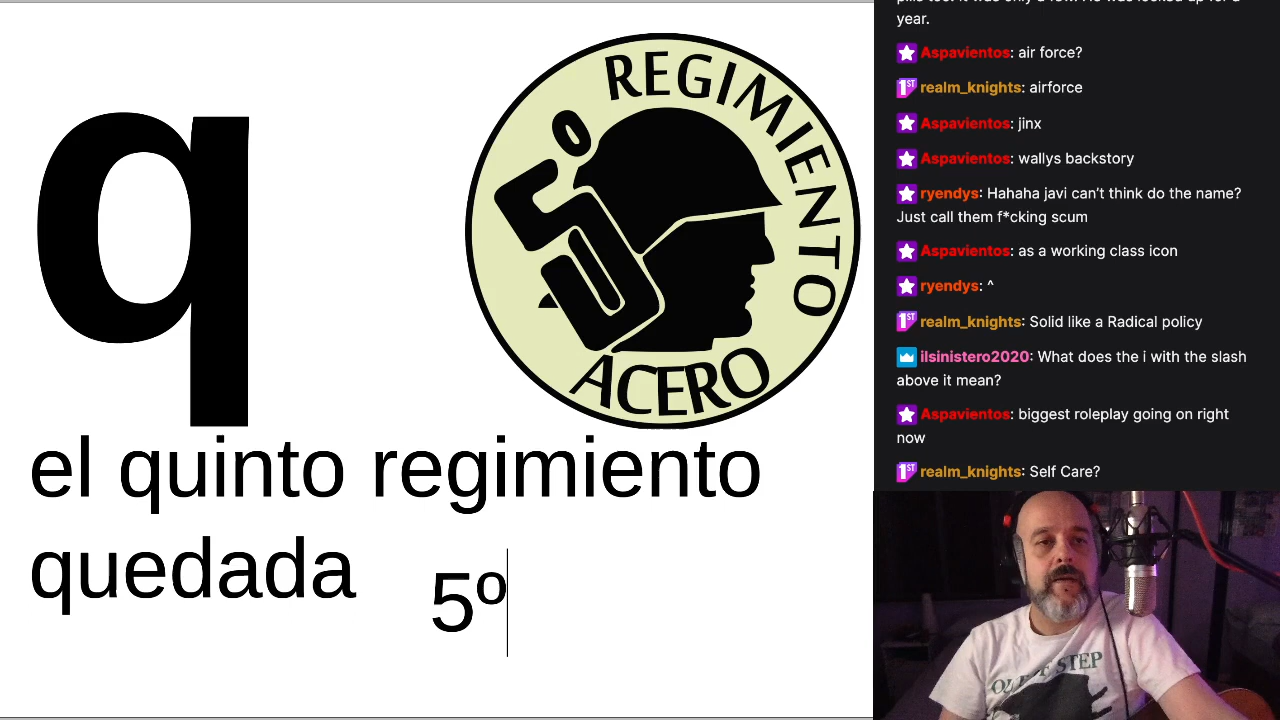 q
5º REGIMIENTO
ACERO
el quinto regimiento
quedada
5º
year.
Aspavientos: air force?
realm_knights: airforce
Aspavientos: jinx
Aspavientos: wallys backstory
ryendys: Hahaha javi can’t think do the name?
Just call them f*cking scum
Aspavientos: as a working class icon
ryendys: ^
realm_knights: Solid like a Radical policy
ilsinistero2020: What does the i with the slash
above it mean?
Aspavientos: biggest roleplay going on right
now
realm_knights: Self Care?
STEP